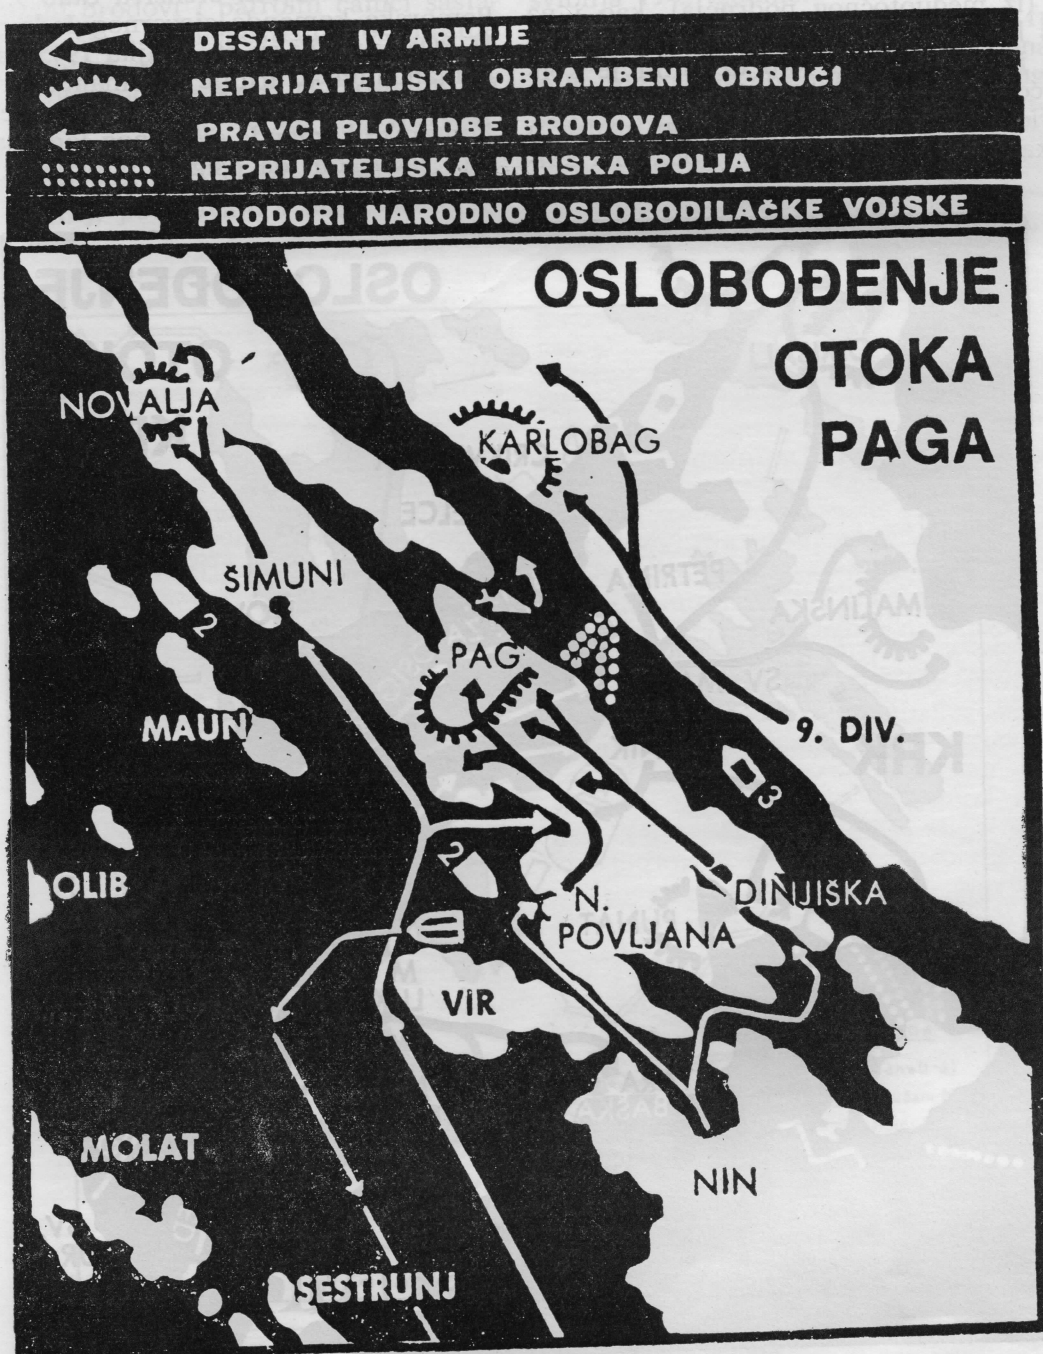 DESANT IV ARMIJE
NEPRIJATELJSKI OBRAMBENI OBRUČI
PRAVCI PLOVIDBE BRODOVA
NEPRIJATELJSKA MINSKA POLJA
PRODORI NARODNO OSLOBODILAČKE VOJSKE
OSLOBOĐENJE
OTOKA
PAGA
NOVALJA
KARLOBAG
ŠIMUNI
2
PAG
MAUN
9. DIV.
3
2
OLIB
DINJIŠKA
N.
POVLJANA
VIR
MOLAT
NIN
SESTRUNJ